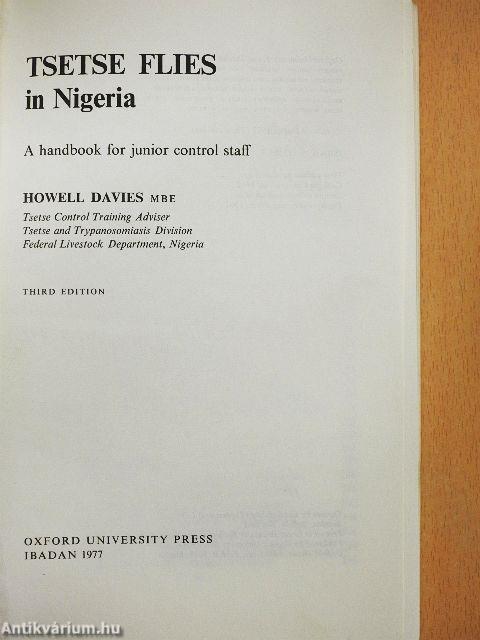 TSETSE FLIES
in Nigeria
A handbook for junior control staff
HOWELL DAVIES MBE
Tsetse Control Training Adviser
Tsetse and Trypanosomiasis Division
Federal Livestock Department, Nigeria
THIRD EDITION
OXFORD UNIVERSITY PRESS
IBADAN 1977
Antikvárium.hu